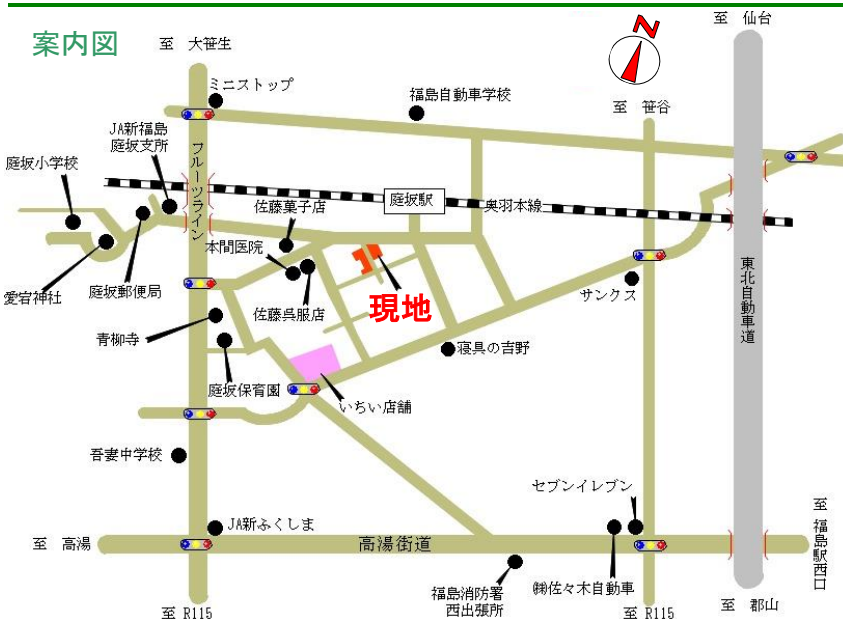 案内図
N
至　仙台
至　大笹生
ミニストップ
福島自動車学校
至　笹谷
JA新福島
庭坂支所
庭坂小学校
フルーツライン
佐藤菓子店
庭坂駅
奥羽本線
本間医院
愛宕神社
庭坂郵便局
佐藤呉服店
現地
サンクス
東北自動車道
青柳寺
寝具の吉野
庭坂保育園
いちい店舗
吾妻中学校
セブンイレブン
JA新ふくしま
至　高湯
高湯街道
至　福島駅西口
福島消防署
西出張所
㈱佐々木自動車
至 R115
至 R115
至　郡山